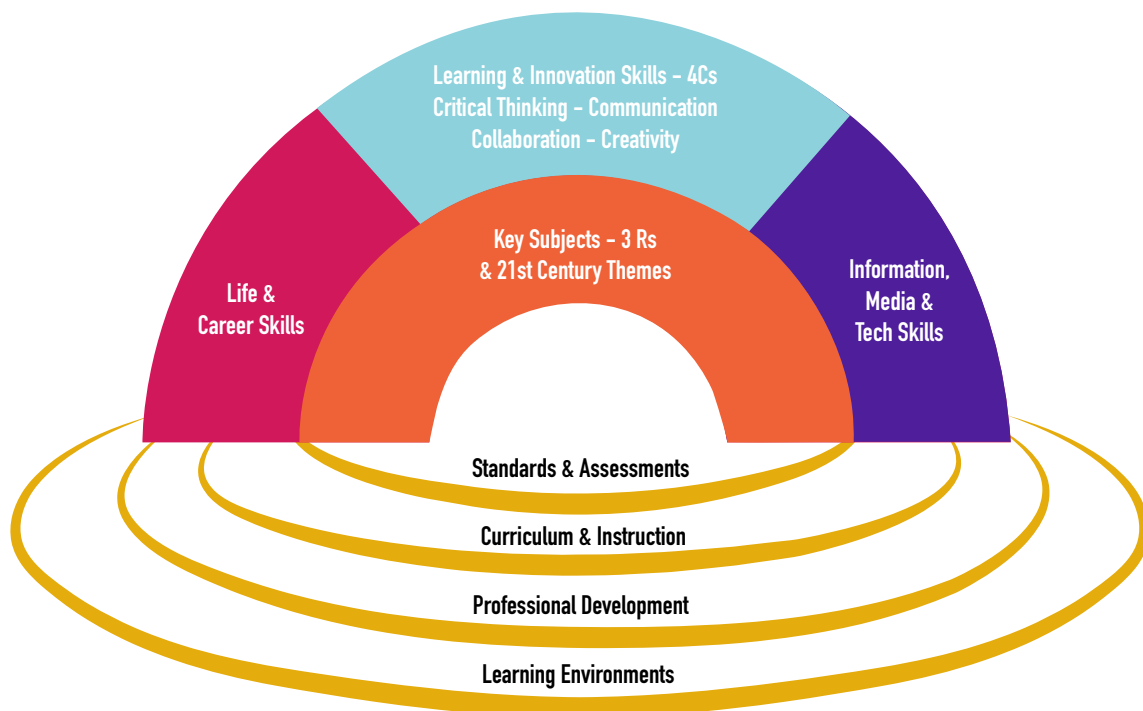 Learning & Innovation Skills – 4Cs
Critical Thinking – Communication
Collaboration – Creativity
Key Subjects – 3 Rs
& 21st Century Themes
Life &
Career Skills
Information,
Media &
Tech Skills
Standards & Assessments
Curriculum & Instruction
Professional Development
Learning Environments